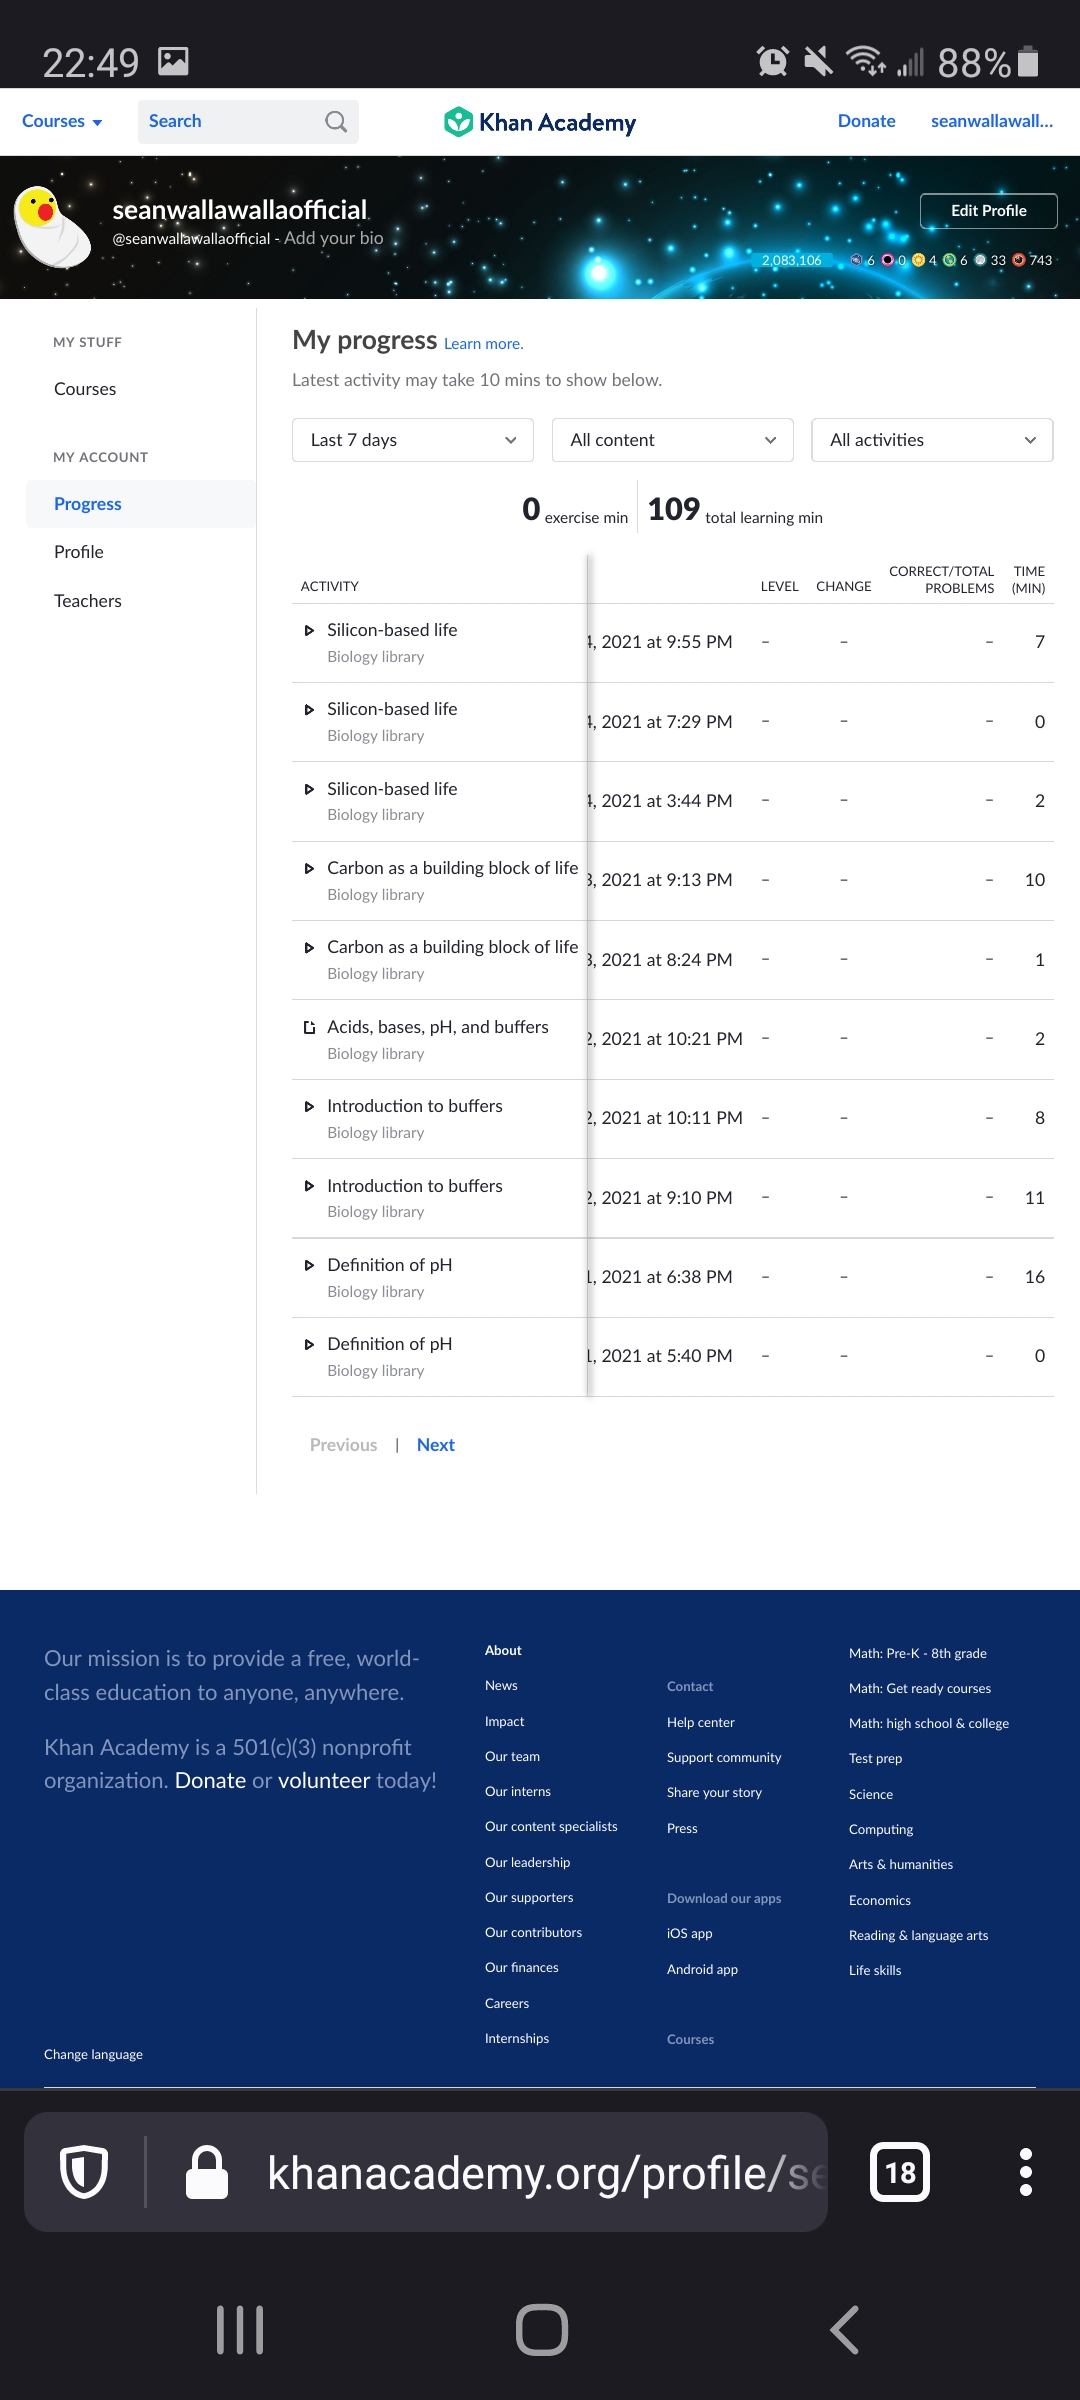 22:49
88%
Courses
Search
Khan Academy
Donate
seanwallawall...
seanwallawallaofficial
Edit Profile
@seanwallawallaofficial - Add your bio
2,083,106 6 0 4 6 33 743
MY STUFF
Courses
MY ACCOUNT
Progress
Profile
Teachers
My progress Learn more.
Latest activity may take 10 mins to show below.
Last 7 days
All content
All activities
0 exercise min
109 total learning min
ACTIVITY LEVEL CHANGE CORRECT/TOTAL PROBLEMS TIME (MIN)
Silicon-based life
Biology library
4, 2021 at 9:55 PM – – – 7
Silicon-based life
Biology library
4, 2021 at 7:29 PM – – – 0
Silicon-based life
Biology library
4, 2021 at 3:44 PM – – – 2
Carbon as a building block of life
Biology library
3, 2021 at 9:13 PM – – – 10
Carbon as a building block of life
Biology library
3, 2021 at 8:24 PM – – – 1
Acids, bases, pH, and buffers
Biology library
2, 2021 at 10:21 PM – – – 2
Introduction to buffers
Biology library
2, 2021 at 10:11 PM – – – 8
Introduction to buffers
Biology library
2, 2021 at 9:10 PM – – – 11
Definition of pH
Biology library
1, 2021 at 6:38 PM – – – 16
Definition of pH
Biology library
1, 2021 at 5:40 PM – – – 0
Previous | Next
Our mission is to provide a free, world-
class education to anyone, anywhere.
Khan Academy is a 501(c)(3) nonprofit
organization. Donate or volunteer today!
About
News
Impact
Our team
Our interns
Our content specialists
Our leadership
Our supporters
Our contributors
Our finances
Careers
Internships
Contact
Help center
Support community
Share your story
Press
Download our apps
iOS app
Android app
Courses
Math: Pre-K - 8th grade
Math: Get ready courses
Math: high school & college
Test prep
Science
Computing
Arts & humanities
Economics
Reading & language arts
Life skills
Change language
khanacademy.org/profile/se
18